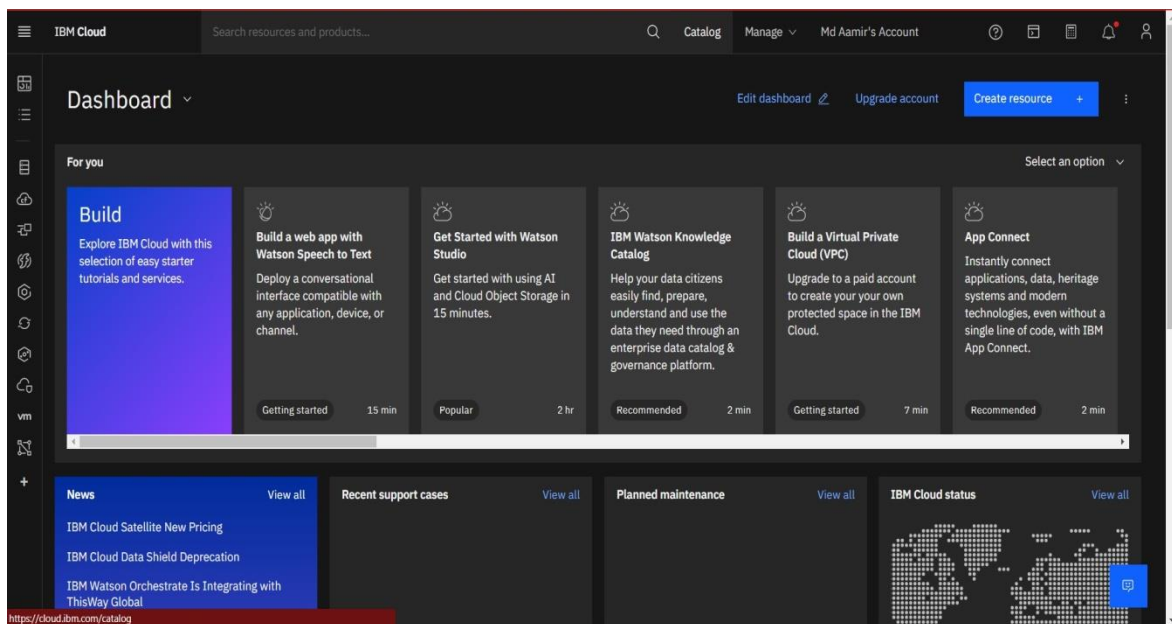 IBM Cloud
Search resources and products...
Catalog
Manage
Md Aamir's Account
Dashboard
Edit dashboard
Upgrade account
Create resource +
For you
Select an option
Build
Explore IBM Cloud with this
selection of easy starter
tutorials and services.
Build a web app with
Watson Speech to Text
Deploy a conversational
interface compatible with
any application, device, or
channel.
Getting started
15 min
Get Started with Watson
Studio
Get started with using AI
and Cloud Object Storage in
15 minutes.
Popular
2 hr
IBM Watson Knowledge
Catalog
Help your data citizens
easily find, prepare,
understand and use the
data they need through an
enterprise data catalog &
governance platform.
Recommended
2 min
Build a Virtual Private
Cloud (VPC)
Upgrade to a paid account
to create your your own
protected space in the IBM
Cloud.
Getting started
7 min
App Connect
Instantly connect
applications, data, heritage
systems and modern
technologies, even without a
single line of code, with IBM
App Connect.
Recommended
2 min
vm
News
View all
IBM Cloud Satellite New Pricing
IBM Cloud Data Shield Deprecation
IBM Watson Orchestrate Is Integrating with
ThisWay Global
Recent support cases
View all
Planned maintenance
View all
IBM Cloud status
View all
https://cloud.ibm.com/catalog